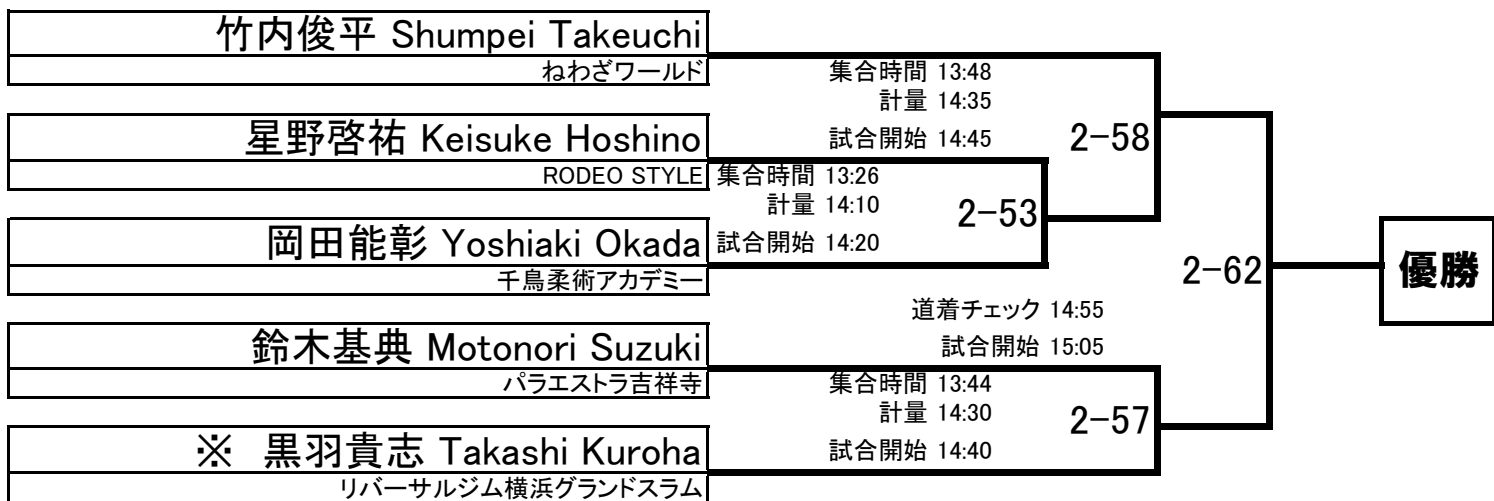 竹内俊平 Shumpei Takeuchi
ねわざワールド
集合時間 13:48
計量 14:35
試合開始 14:45
2-58
星野啓祐 Keisuke Hoshino
RODEO STYLE
集合時間 13:26
計量 14:10
試合開始 14:20
2-53
岡田能彰 Yoshiaki Okada
千鳥柔術アカデミー
2-62
優勝
道着チェック 14:55
試合開始 15:05
鈴木基典 Motonori Suzuki
パラエストラ吉祥寺
集合時間 13:44
計量 14:30
試合開始 14:40
2-57
※ 黒羽貴志 Takashi Kuroha
リバーサルジム横浜グランドスラム